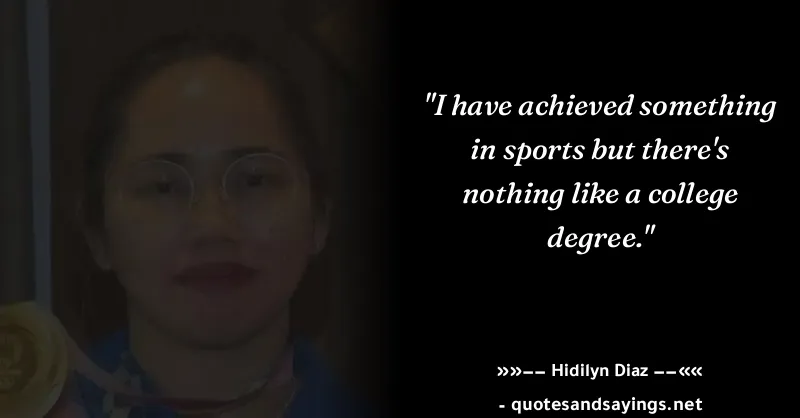 "I have achieved something
in sports but there's
nothing like a college
degree."
»»−− Hidilyn Diaz −−««
- quotesandsayings.net